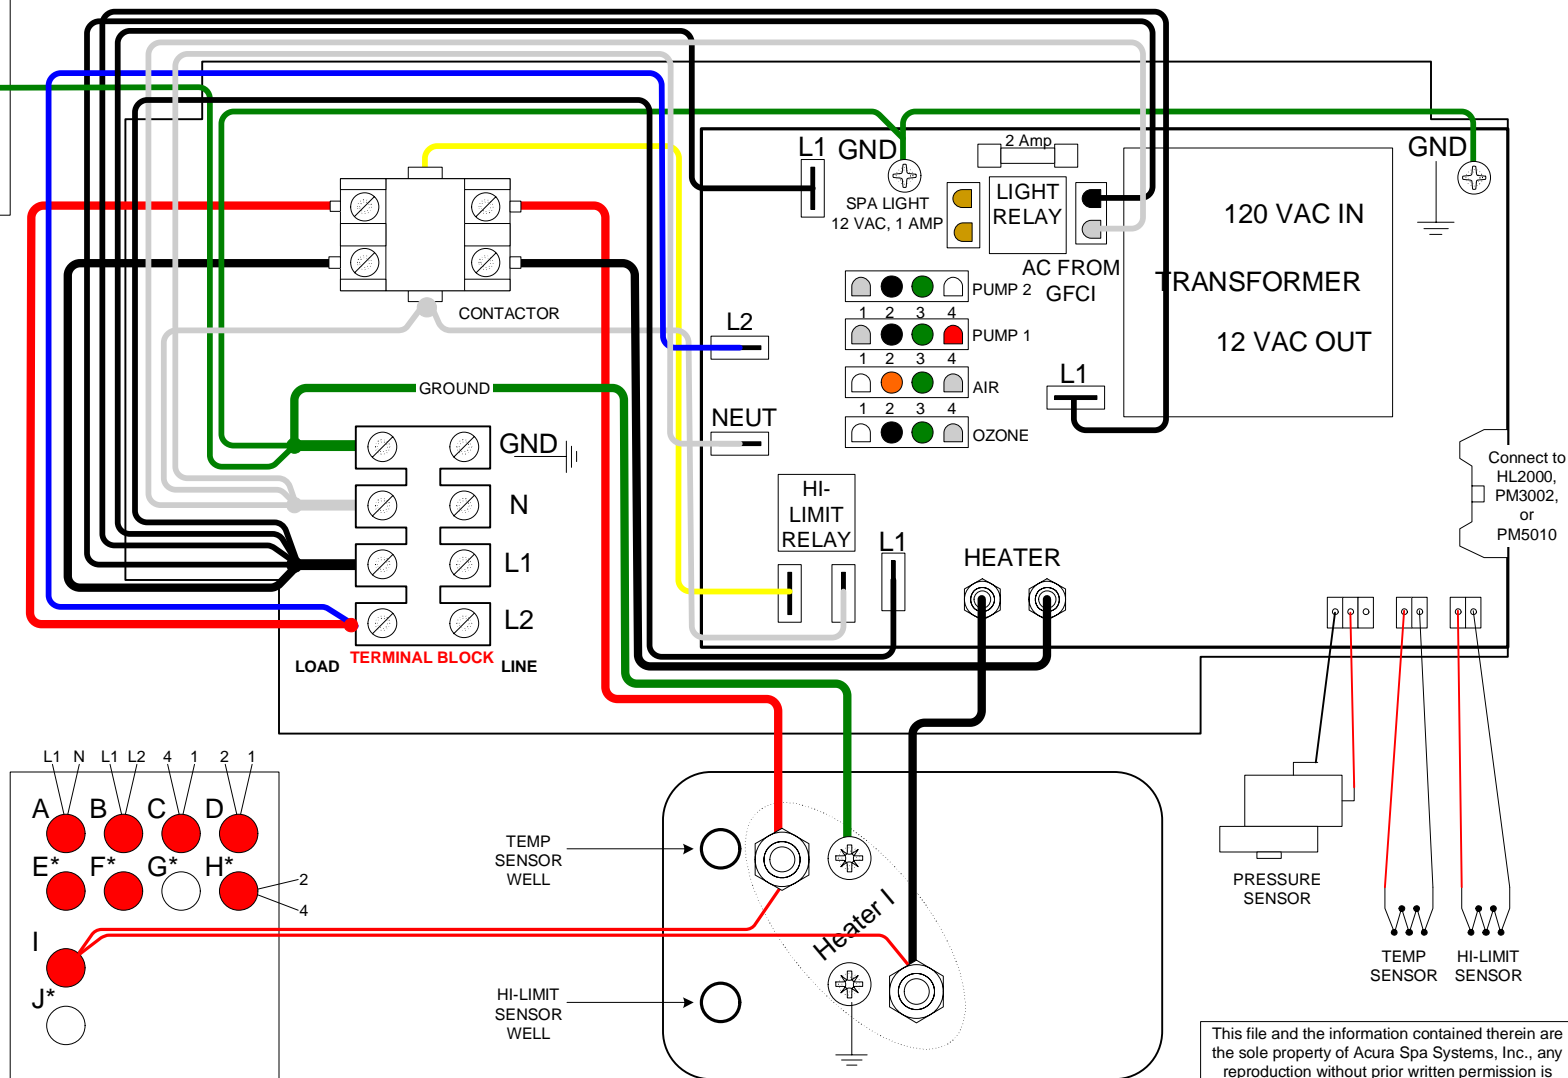 2 Amp
L1
GND
GND
LIGHT
RELAY
SPA LIGHT
12 VAC, 1 AMP
120 VAC IN
AC FROM
GFCI
TRANSFORMER
PUMP 2
1 2 3 4
CONTACTOR
L2
PUMP 1
12 VAC OUT
1 2 3 4
AIR
L1
GROUND
1 2 3 4
NEUT
OZONE
GND
Connect to
HL2000,
PM3002,
or
PM5010
HI-
LIMIT
RELAY
N
L1
HEATER
L1
L2
LOAD
TERMINAL BLOCK
LINE
L1 N L1 L2 4 1 2 1
A B C D
E* F* G* H*
2
4
I
J*
TEMP
SENSOR
WELL
Heater I
HI-LIMIT
SENSOR
WELL
PRESSURE
SENSOR
TEMP
SENSOR
HI-LIMIT
SENSOR
This file and the information contained therein are
the sole property of Acura Spa Systems, Inc., any
reproduction without prior written permission is